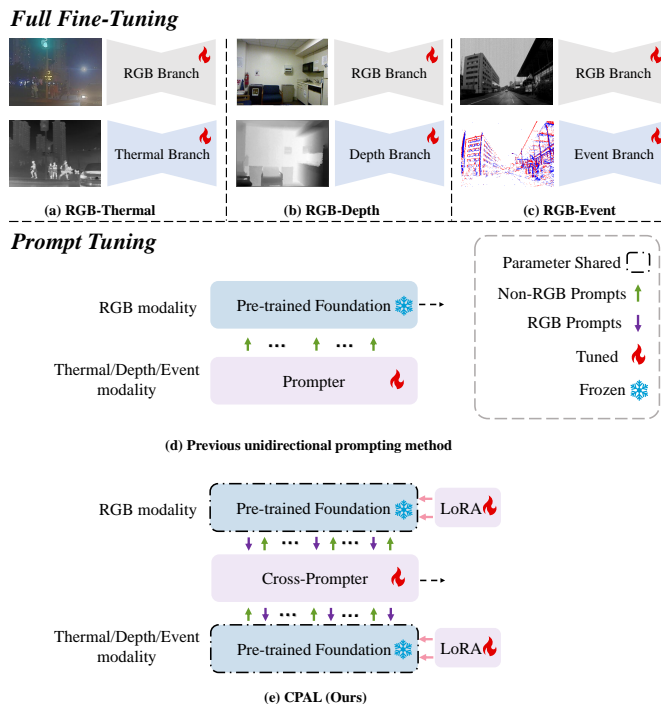 Full Fine-Tuning
RGB Branch
RGB Branch
RGB Branch
Thermal Branch
Depth Branch
Event Branch
(a) RGB-Thermal
(b) RGB-Depth
(c) RGB-Event
Prompt Tuning
RGB modality
Pre-trained Foundation
...
...
Thermal/Depth/Event
modality
Prompter
(d) Previous unidirectional prompting method
Parameter Shared
Non-RGB Prompts
RGB Prompts
Tuned
Frozen
RGB modality
Pre-trained Foundation
LoRA
...
...
Cross-Prompter
...
...
Thermal/Depth/Event
modality
Pre-trained Foundation
LoRA
(e) CPAL (Ours)